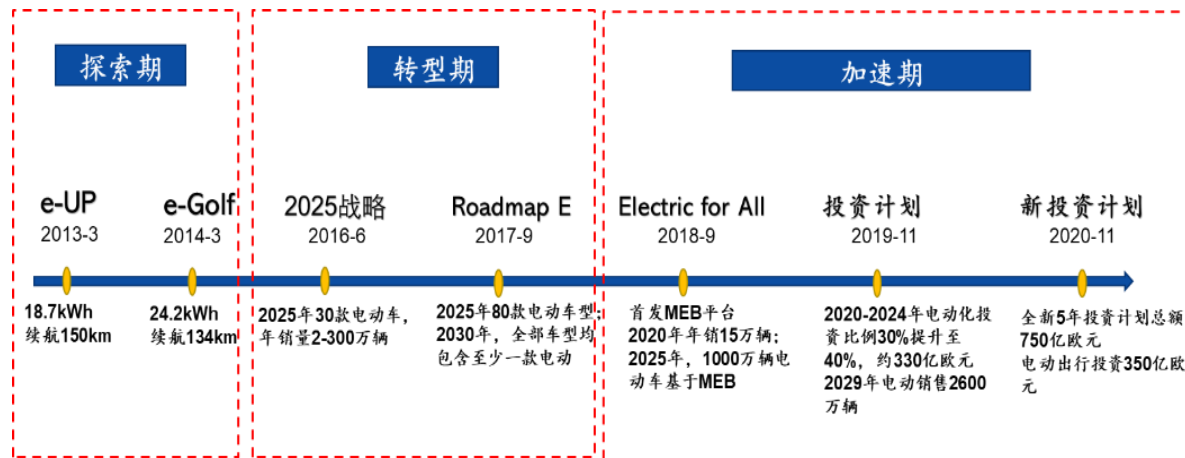 探索期
转型期
加速期
e-UP
2013-3
e-Golf
2014-3
2025战略
2016-6
Roadmap E
2017-9
Electric for All
2018-9
投资计划
2019-11
新投资计划
2020-11
18.7kWh
续航150km
24.2kWh
续航134km
2025年30款电动车，
年销量2-300万辆
2025年80款电动车型；
2030年，全部车型均
包含至少一款电动
首发MEB平台
2020年年销15万辆；
2025年，1000万辆电
动车基于MEB
2020-2024年电动化投
资比例30%提升至
40%，约330亿欧元
2029年电动销售2600
万辆
全新5年投资计划总额
750亿欧元
电动出行投资350亿欧
元